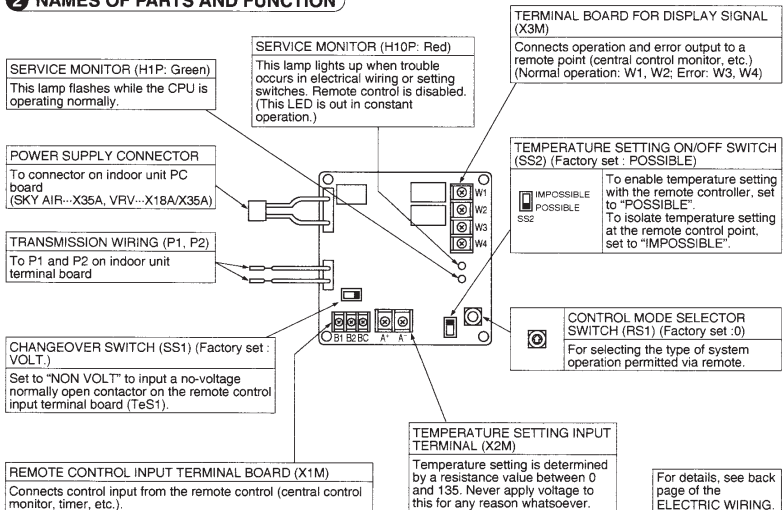 2 NAMES OF PARTS AND FUNCTION
TERMINAL BOARD FOR DISPLAY SIGNAL
(X3M)
Connects operation and error output to a
remote point (central control monitor, etc.)
(Normal operation: W1, W2; Error: W3, W4)
SERVICE MONITOR (H10P: Red)
This lamp lights up when trouble
occurs in electrical wiring or setting
switches. Remote control is disabled.
(This LED is out in constant
operation.)
SERVICE MONITOR (H1P: Green)
This lamp flashes while the CPU is
operating normally.
POWER SUPPLY CONNECTOR
To connector on indoor unit PC
board
(SKY AIR···X35A, VRV···X18A/X35A)
TRANSMISSION WIRING (P1, P2)
To P1 and P2 on indoor unit
terminal board
W1
W2
W3
W4
B1 B2 BC A+ A−
TEMPERATURE SETTING ON/OFF SWITCH
(SS2) (Factory set : POSSIBLE)
IMPOSSIBLE
POSSIBLE
SS2
To enable temperature setting
with the remote controller, set
to “POSSIBLE”.
To isolate temperature setting
at the remote control point,
set to “IMPOSSIBLE”.
CONTROL MODE SELECTOR
SWITCH (RS1) (Factory set :0)
For selecting the type of system
operation permitted via remote.
CHANGEOVER SWITCH (SS1) (Factory set :
VOLT.)
Set to “NON VOLT” to input a no-voltage
normally open contactor on the remote control
input terminal board (TeS1).
TEMPERATURE SETTING INPUT
TERMINAL (X2M)
Temperature setting is determined
by a resistance value between 0
and 135. Never apply voltage to
this for any reason whatsoever.
REMOTE CONTROL INPUT TERMINAL BOARD (X1M)
Connects control input from the remote control (central control
monitor, timer, etc.).
For details, see back
page of the
ELECTRIC WIRING.